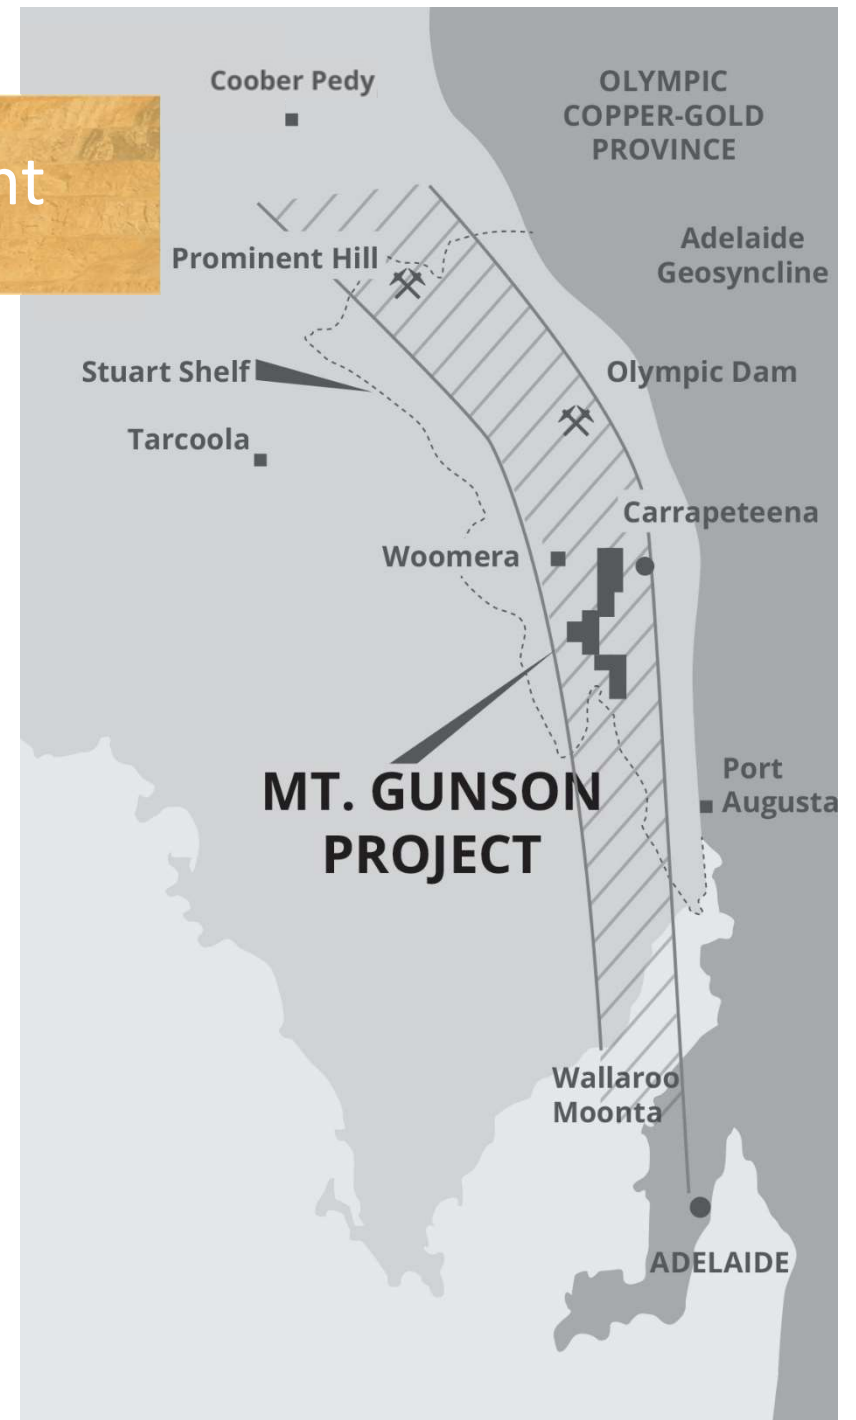 Coober Pedy
OLYMPIC
COPPER-GOLD
PROVINCE
nt
Adelaide
Geosyncline
Prominent Hill
Stuart Shelf
Olympic Dam
Tarcoola
Carrapeteena
Woomera
MT. GUNSON
PROJECT
Port
Augusta
Wallaroo
Moonta
ADELAIDE